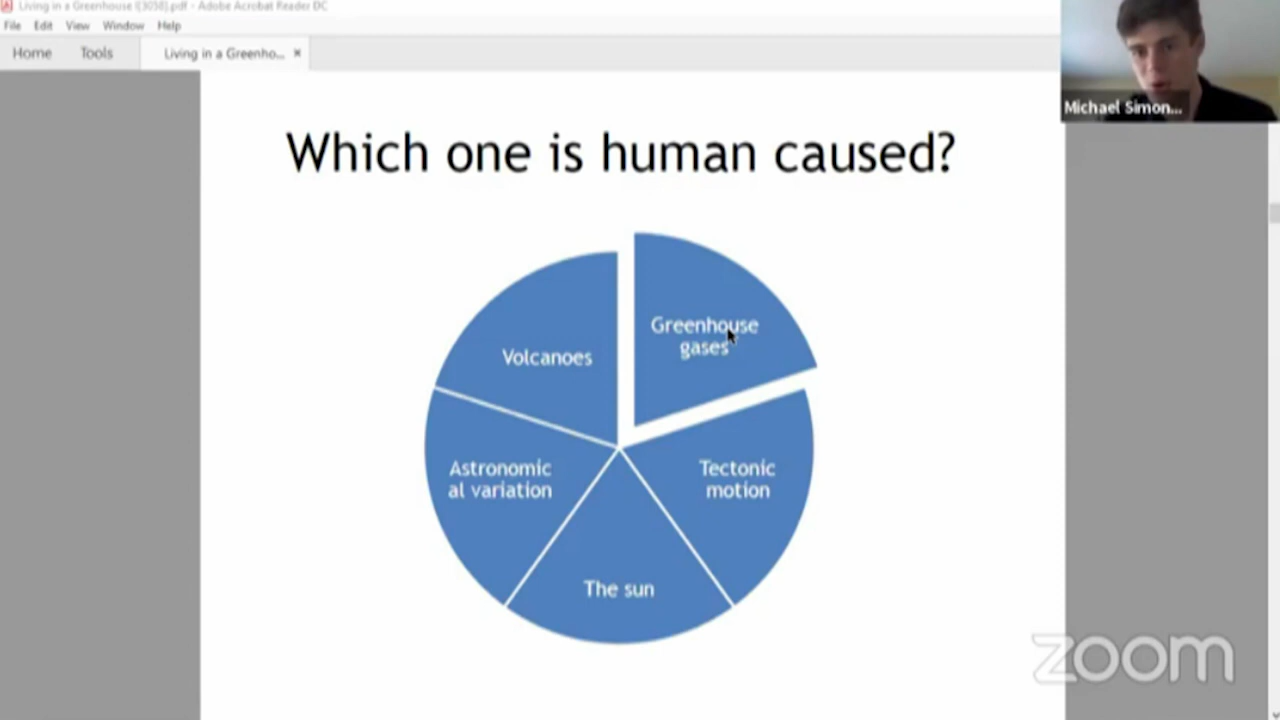 Living in a Greenhouse I[3058].pdf - Adobe Acrobat Reader DC
File Edit View Window Help
Home Tools Living in a Greenho... ×
Michael Simon...
Which one is human caused?
Greenhouse
gases
Volcanoes
Astronomic
al variation
Tectonic
motion
The sun
zoom